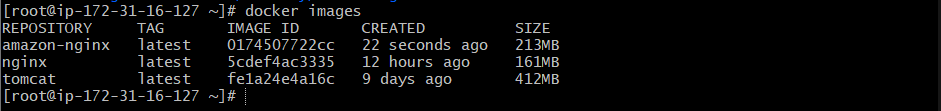 [root@ip-172-31-16-127 ~]# docker images
REPOSITORY TAG IMAGE ID CREATED SIZE
amazon-nginx latest 0174507722cc 22 seconds ago 213MB
nginx latest 5cdef4ac3335 12 hours ago 161MB
tomcat latest fe1a24e4a16c 9 days ago 412MB
[root@ip-172-31-16-127 ~]#